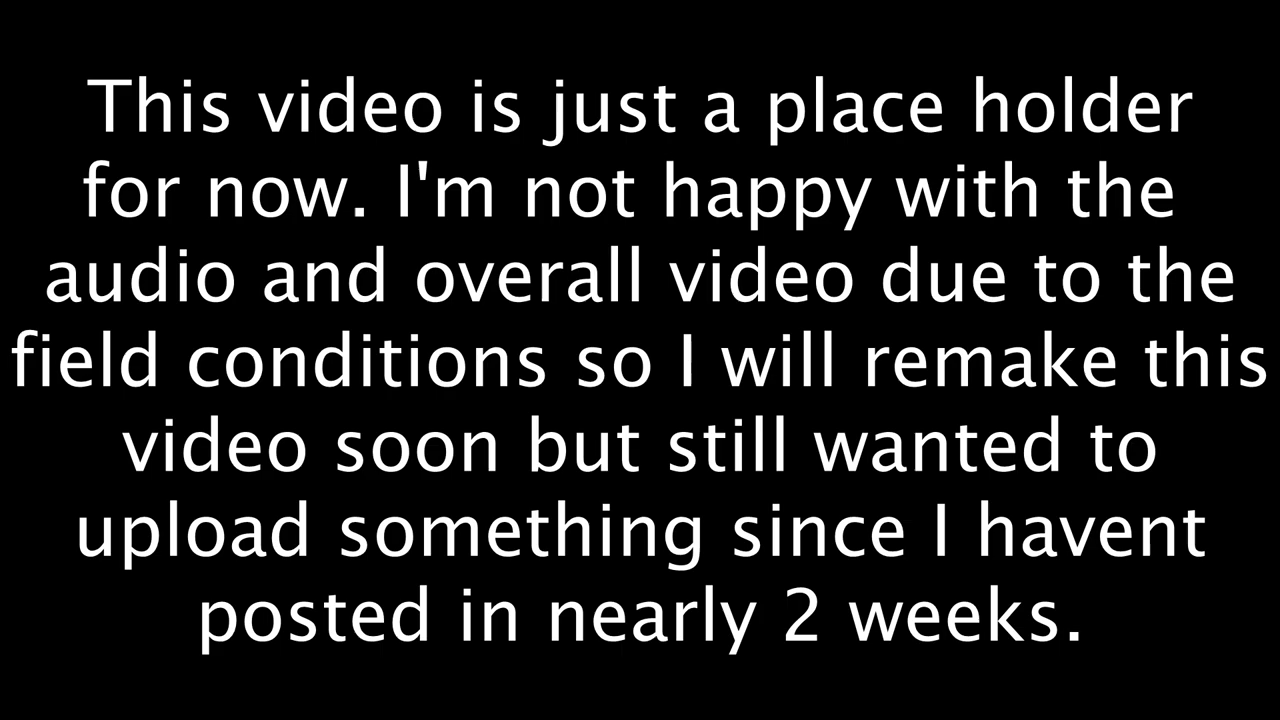 This video is just a place holder
for now. I'm not happy with the
audio and overall video due to the
field conditions so I will remake this
video soon but still wanted to
upload something since I havent
posted in nearly 2 weeks.